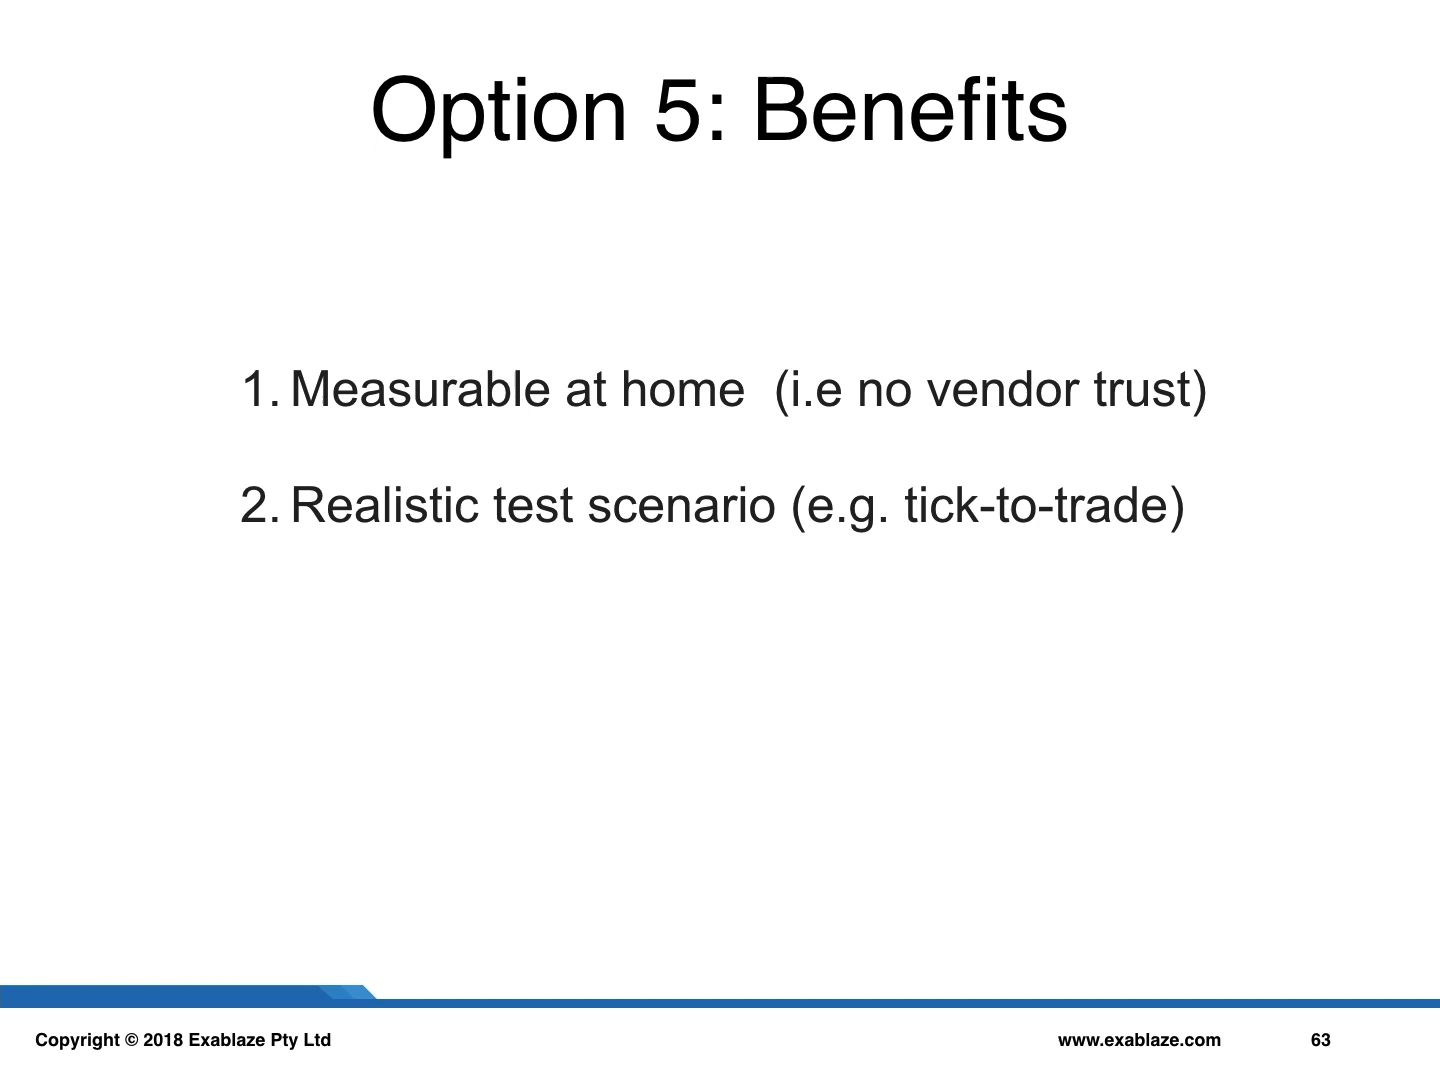 Option 5: Benefits
1. Measurable at home  (i.e no vendor trust)
2. Realistic test scenario (e.g. tick-to-trade)
Copyright © 2018 Exablaze Pty Ltd
www.exablaze.com
63